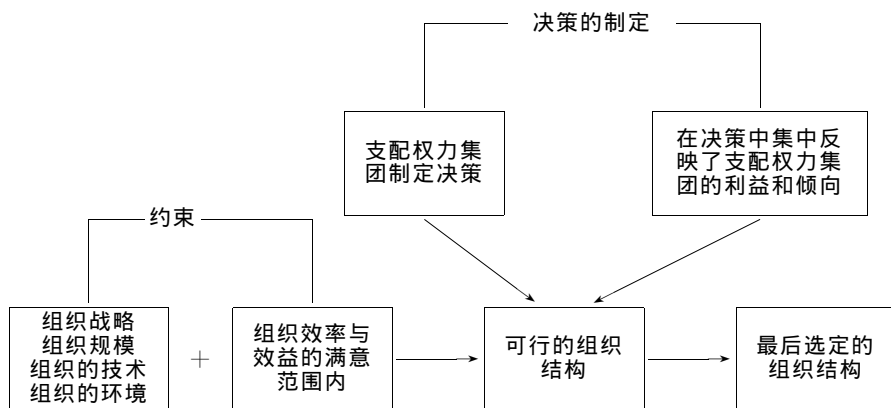 决策的制定
支配权力集
团制定决策
在决策中集中反
映了支配权力集
团的利益和倾向
约束
组织战略
组织规模
组织的技术
组织的环境
+
组织效率与
效益的满意
范围内
可行的组织
结构
最后选定的
组织结构